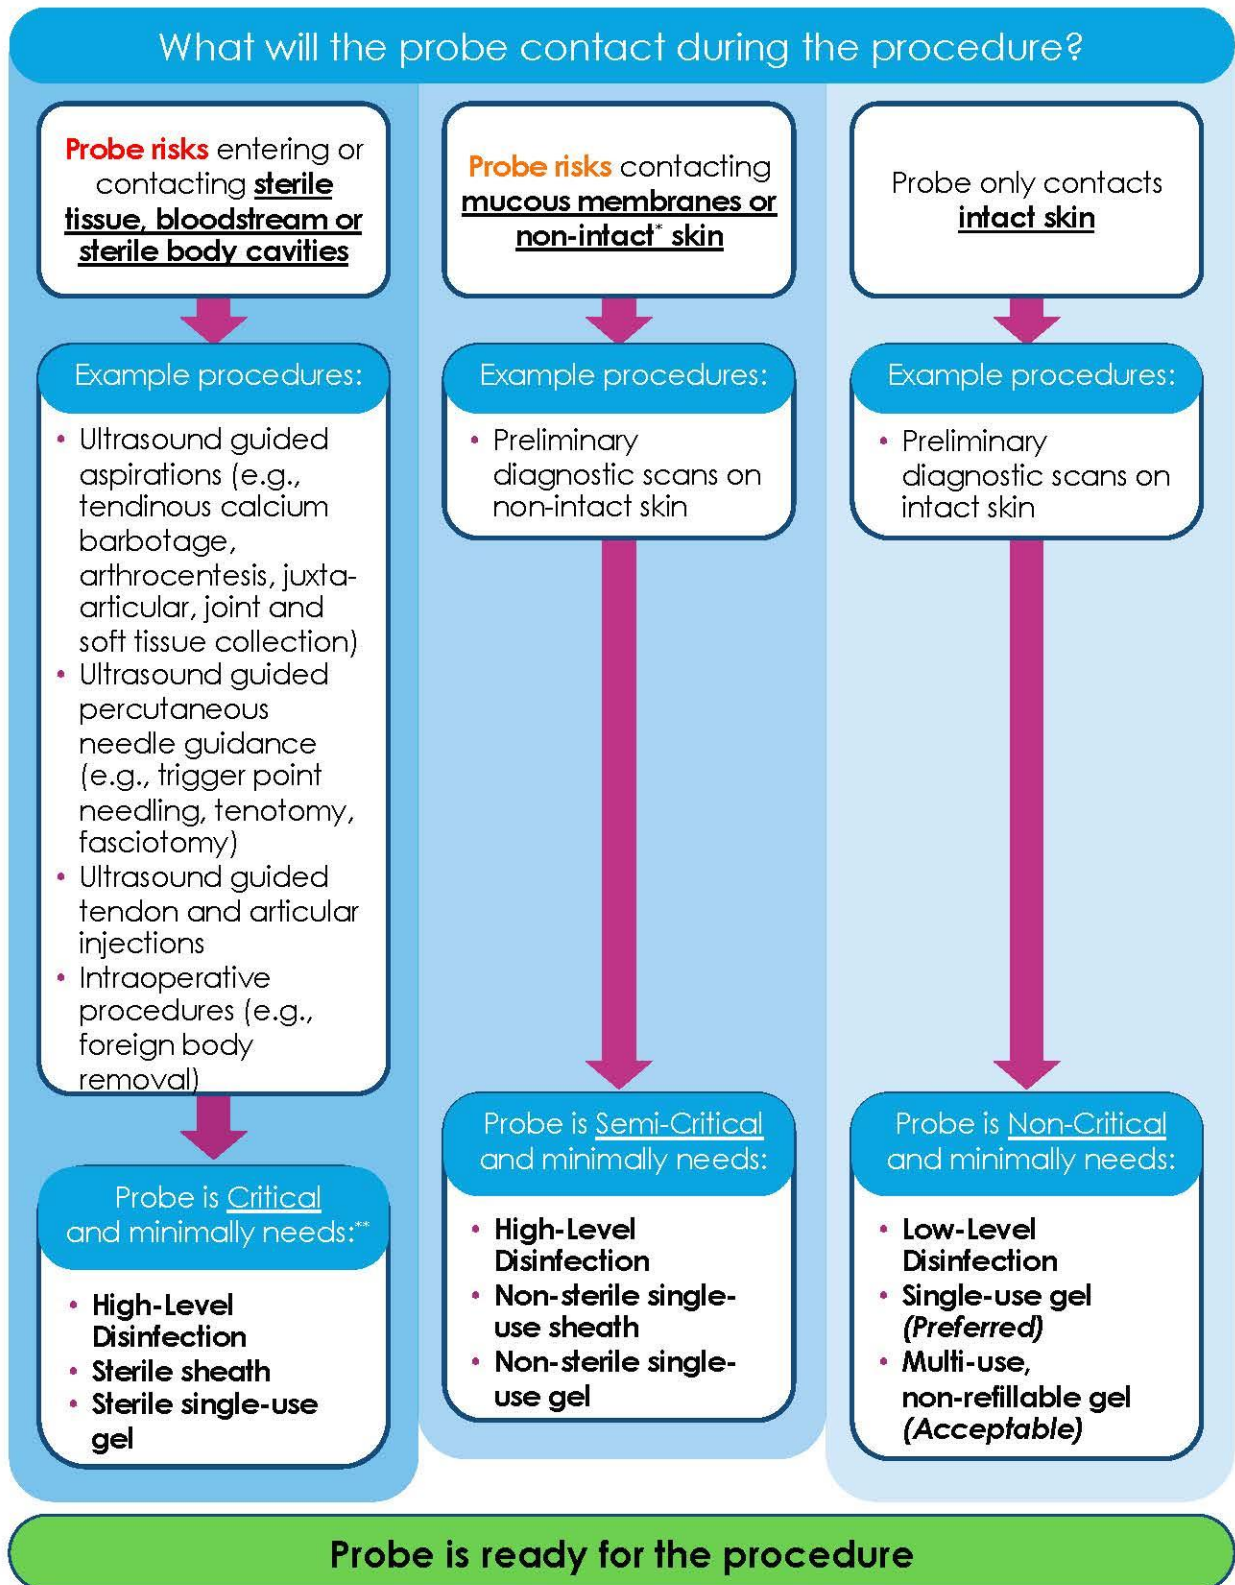 What will the probe contact during the procedure?
Probe risks entering or
contacting sterile
tissue, bloodstream or
sterile body cavities
Example procedures:
• Ultrasound guided
aspirations (e.g.,
tendinous calcium
barbotage,
arthrocentesis, juxta-
articular, joint and
soft tissue collection)
• Ultrasound guided
percutaneous
needle guidance
(e.g., trigger point
needling, tenotomy,
fasciotomy)
• Ultrasound guided
tendon and articular
injections
• Intraoperative
procedures (e.g.,
foreign body
removal)
Probe is Critical
and minimally needs:**
• High-Level
Disinfection
• Sterile sheath
• Sterile single-use
gel
Probe risks contacting
mucous membranes or
non-intact* skin
Example procedures:
• Preliminary
diagnostic scans on
non-intact skin
Probe is Semi-Critical
and minimally needs:
• High-Level
Disinfection
• Non-sterile single-
use sheath
• Non-sterile single-
use gel
Probe only contacts
intact skin
Example procedures:
• Preliminary
diagnostic scans on
intact skin
Probe is Non-Critical
and minimally needs:
• Low-Level
Disinfection
• Single-use gel
(Preferred)
• Multi-use,
non-refillable gel
(Acceptable)
Probe is ready for the procedure